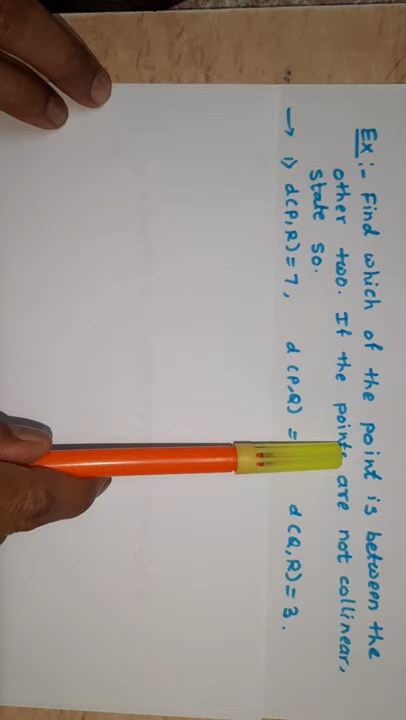 Ex :- Find which of the point is between the
other two. If the points are not collinear,
state so.
→ 1) d(P,R) = 7, d(P,Q) = d(Q,R) = 3.